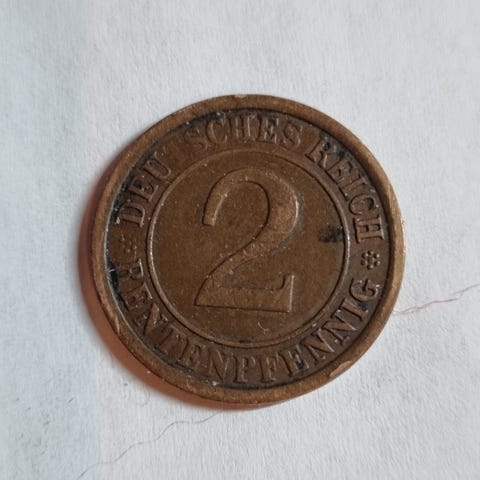 DEUTSCHES REICH
2
RENTENPFENNIG